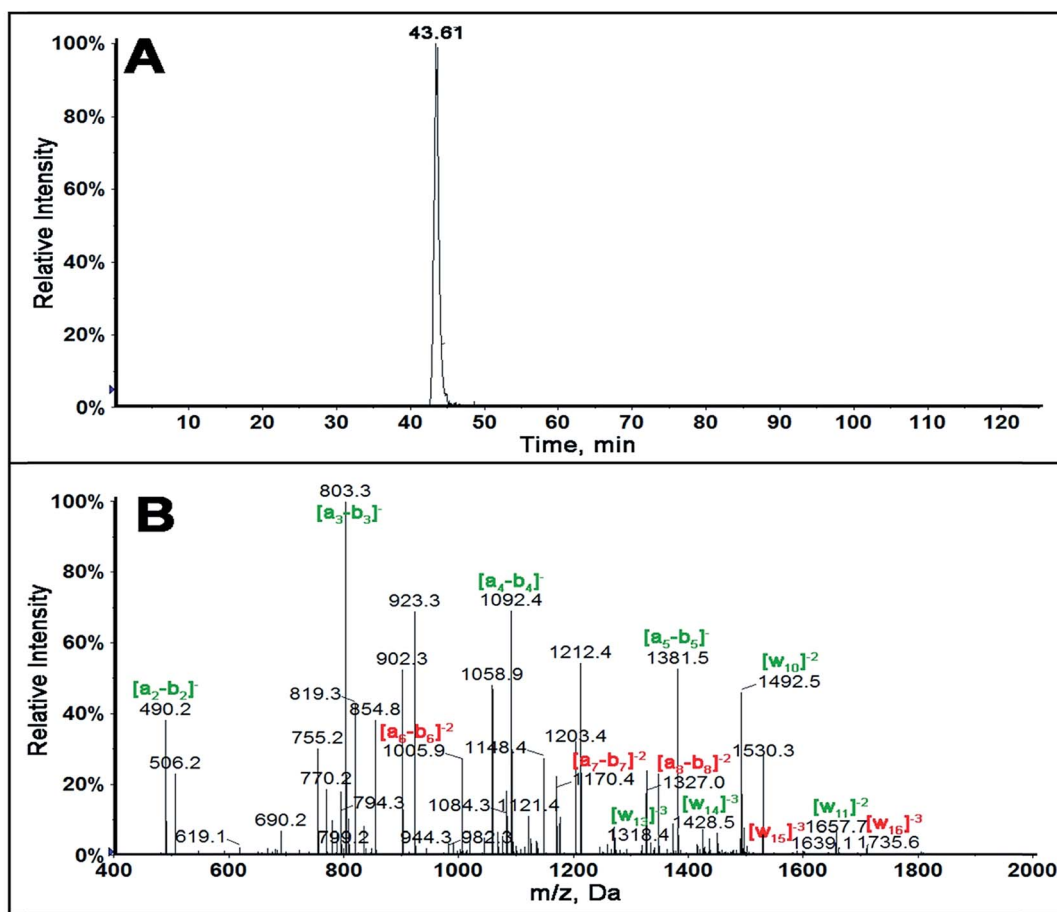 A
43.61
100%
80%
60%
40%
20%
0%
Relative Intensity
10 20 30 40 50 60 70 80 90 100 110 120
Time, min
B
100%
80%
60%
40%
20%
0%
Relative Intensity
803.3
[a3-b3]-
[a4-b4]-
1092.4
923.3
[a5-b5]-
1381.5
[w10]-2
1492.5
902.3
1212.4
1058.9
[a2-b2]-
490.2
819.3
854.8
[a6-b6]-2
1005.9
1203.4
1148.4
[a7-b7]-2
1170.4
[a8-b8]-2
1327.0
1530.3
755.2
506.2
770.2
794.3
1084.3
1121.4
[w13]-3
1318.4
[w14]-3
1428.5
[w11]-2
1657.7
[w15]-3
[w16]-3
1735.6
690.2
619.1
799.2
944.3
982.3
400 600 800 1000 1200 1400 1600 1800 2000
m/z, Da